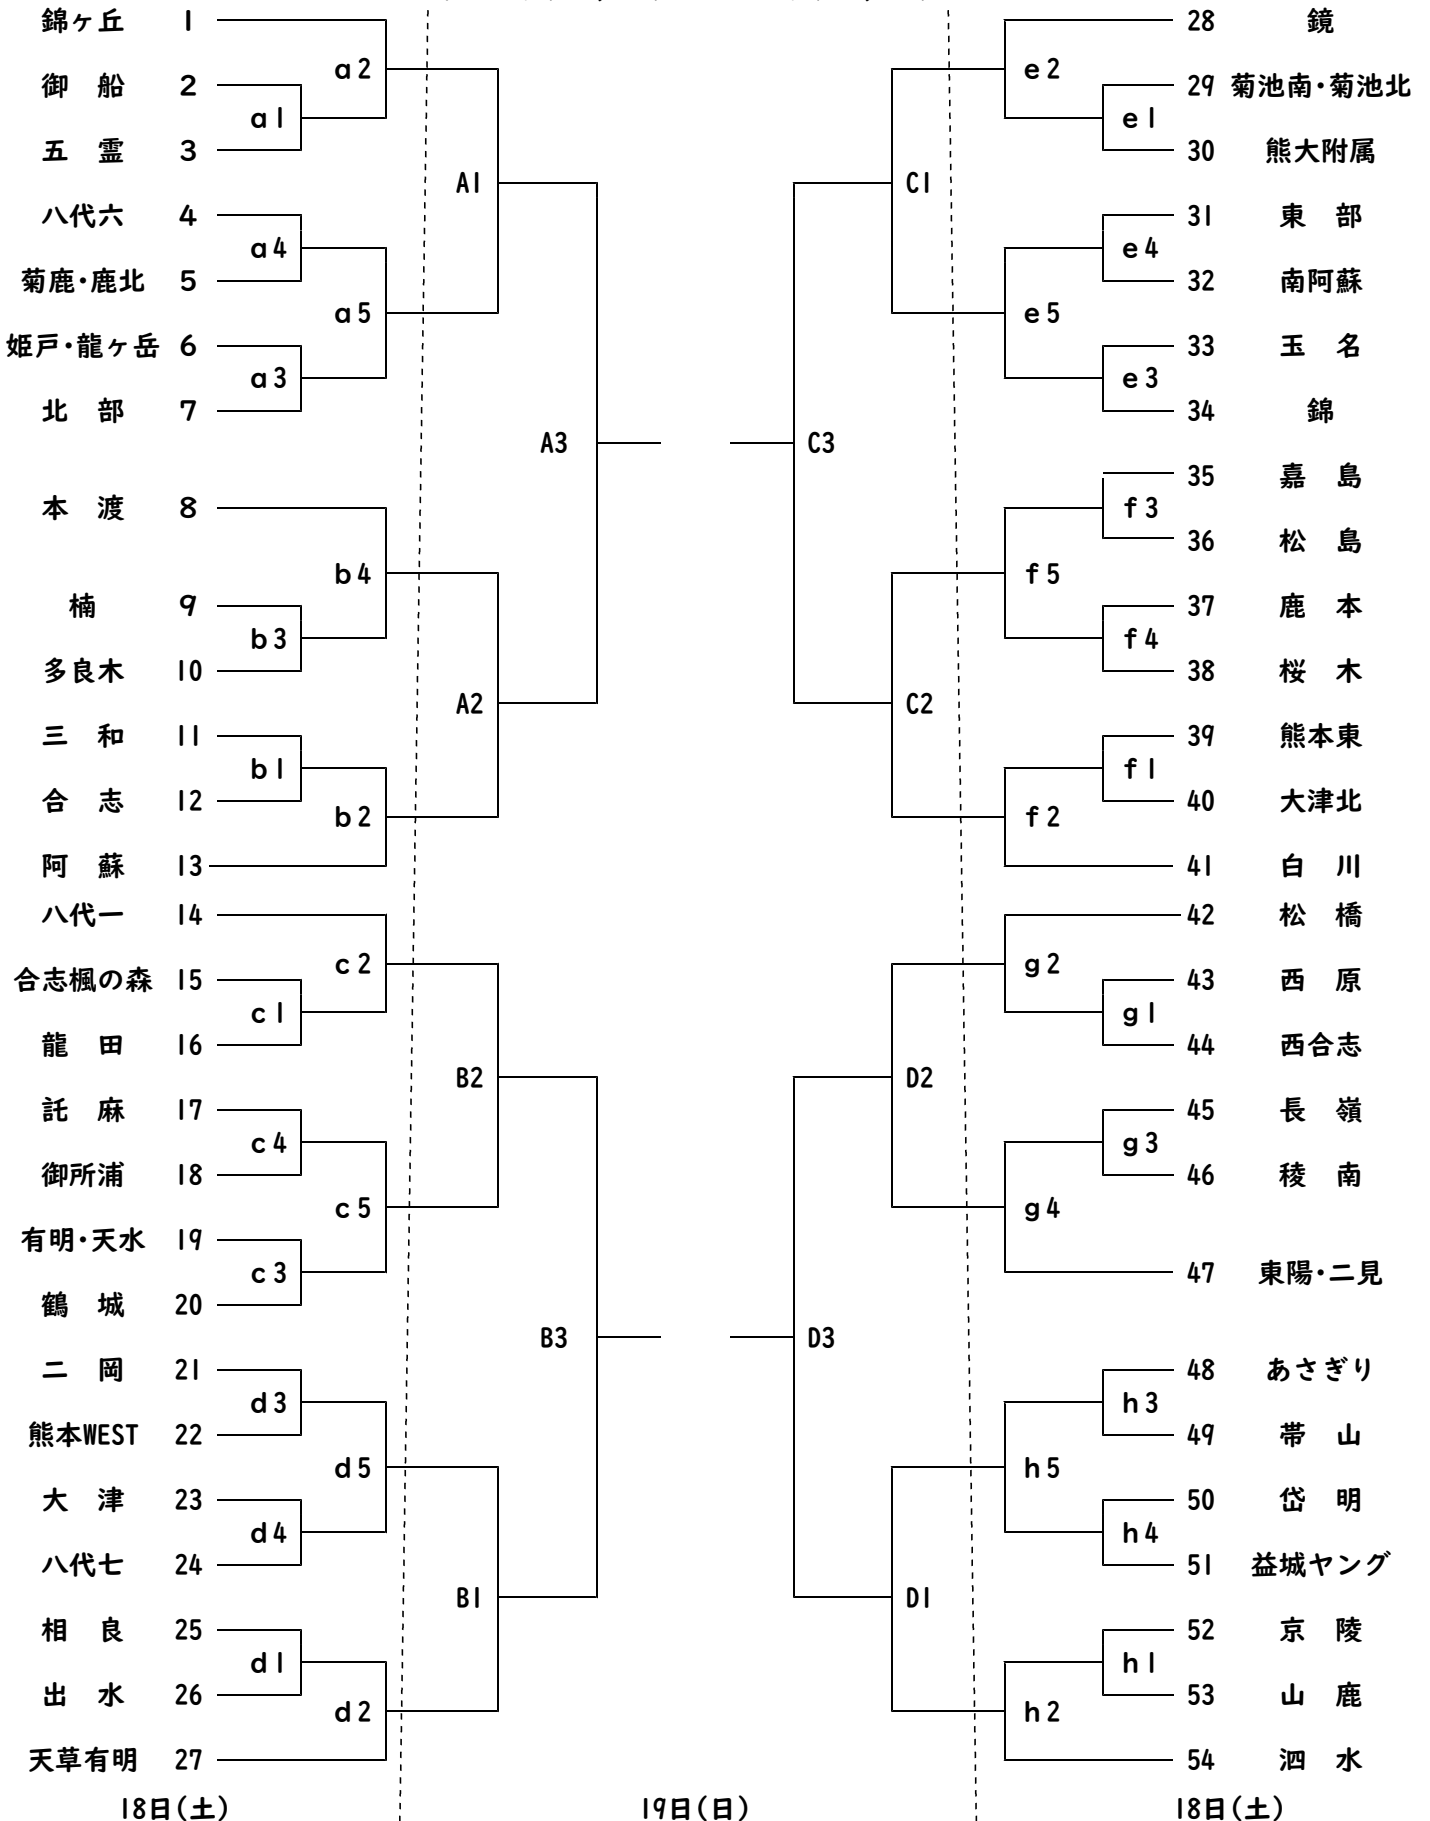 錦ヶ丘 1
御 船 2
五 霊 3
八代六 4
菊鹿・鹿北 5
姫戸・龍ヶ岳 6
北 部 7
本 渡 8
楠 9
多良木 10
三 和 11
合 志 12
阿 蘇 13
八代一 14
合志楓の森 15
龍 田 16
託 麻 17
御所浦 18
有明・天水 19
鶴 城 20
二 岡 21
熊本WEST 22
大 津 23
八代七 24
相 良 25
出 水 26
天草有明 27
18日(土)
a2
a1
a4
a5
a3
b4
b3
b1
b2
c2
c1
c4
c5
c3
d3
d5
d4
d1
d2
A1
A3
A2
B2
B3
B1
19日(日)
C1
C3
C2
D2
D3
D1
e2
e1
e4
e5
e3
f3
f5
f4
f1
f2
g2
g1
g3
g4
h3
h5
h4
h1
h2
28 鏡
29 菊池南・菊池北
30 熊大附属
31 東 部
32 南阿蘇
33 玉 名
34 錦
35 嘉 島
36 松 島
37 鹿 本
38 桜 木
39 熊本東
40 大津北
41 白 川
42 松 橋
43 西 原
44 西合志
45 長 嶺
46 稜 南
47 東陽・二見
48 あさぎり
49 帯 山
50 岱 明
51 益城ヤング
52 京 陵
53 山 鹿
54 泗 水
18日(土)